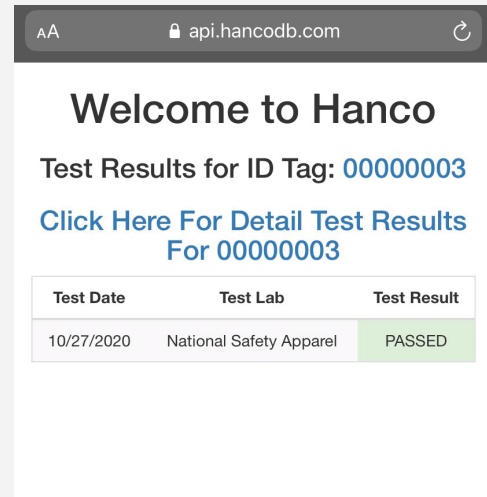 AA api.hancodb.com
Welcome to Hanco
Test Results for ID Tag: 00000003
Click Here For Detail Test Results
For 00000003
Test Date Test Lab Test Result
10/27/2020 National Safety Apparel PASSED